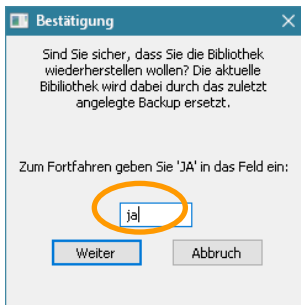 Bestätigung
Sind Sie sicher, dass Sie die Bibliothek
wiederherstellen wollen? Die aktuelle
Bibiliothek wird dabei durch das zuletzt
angelegte Backup ersetzt.
Zum Fortfahren geben Sie 'JA' in das Feld ein:
ja
Weiter Abbruch